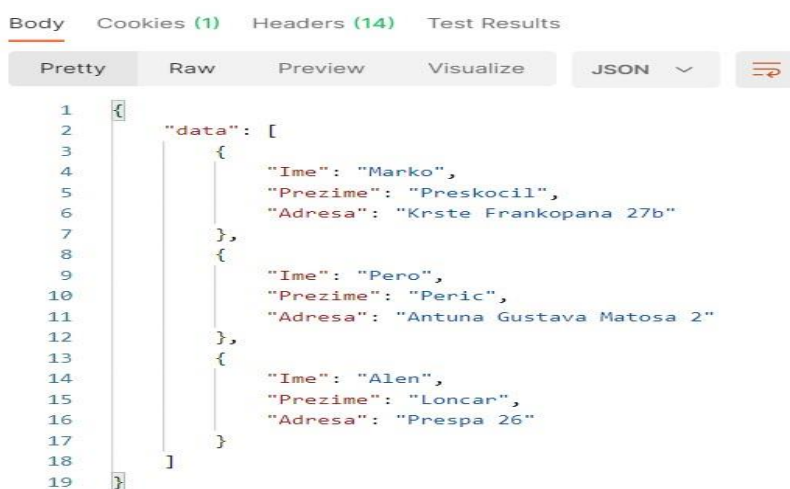 Body Cookies (1) Headers (14) Test Results
Pretty Raw Preview Visualize JSON
1 {
2 "data": [
3 {
4 "Ime": "Marko",
5 "Prezime": "Preskocil",
6 "Adresa": "Krste Frankopana 27b"
7 },
8 {
9 "Ime": "Pero",
10 "Prezime": "Peric",
11 "Adresa": "Antuna Gustava Matosa 2"
12 },
13 {
14 "Ime": "Alen",
15 "Prezime": "Loncar",
16 "Adresa": "Prespa 26"
17 }
18 ]
19 }